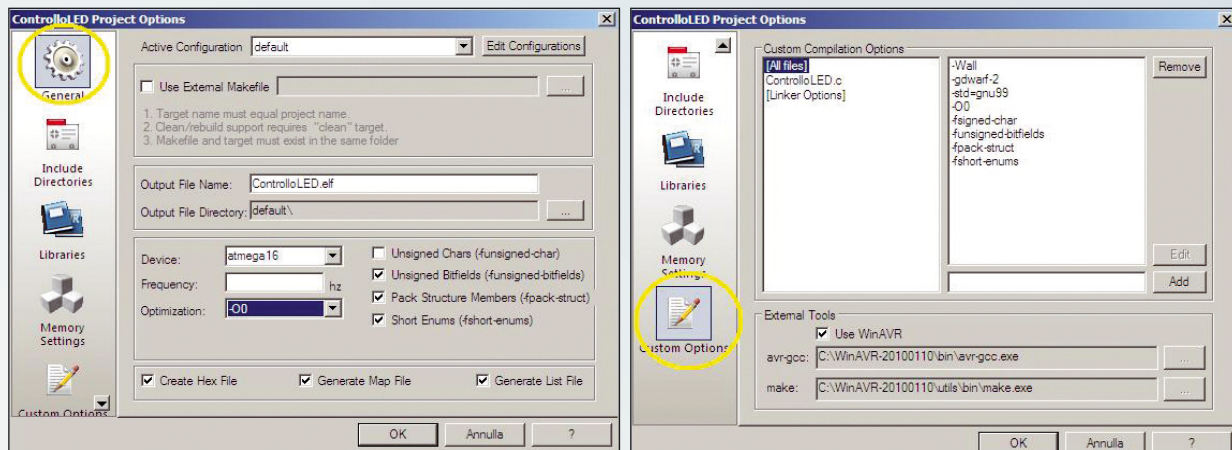 ControlloLED Project Options
General
Include
Directories
Libraries
Memory
Settings
Custom Options
Active Configuration
default
Edit Configurations
Use External Makefile
...
1. Target name must equal project name.
2. Clean/rebuild support requires "clean" target.
3. Makefile and target must exist in the same folder
Output File Name:
ControlloLED.elf
Output File Directory:
default\
...
Device:
atmega16
Frequency:
hz
Optimization:
-O0
Unsigned Chars (-funsigned-char)
Unsigned Bitfields (-funsigned-bitfields)
Pack Structure Members (-fpack-struct)
Short Enums (-fshort-enums)
Create Hex File
Generate Map File
Generate List File
OK
Annulla
?
ControlloLED Project Options
Include
Directories
Libraries
Memory
Settings
Custom Options
Custom Compilation Options
[All files]
ControlloLED.c
[Linker Options]
-Wall
-gdwarf-2
-std=gnu99
-O0
-fsigned-char
-funsigned-bitfields
-fpack-struct
-fshort-enums
Remove
Edit
Add
External Tools
Use WinAVR
avr-gcc:
C:\WinAVR-20100110\bin\avr-gcc.exe
...
make:
C:\WinAVR-20100110\utils\bin\make.exe
...
OK
Annulla
?